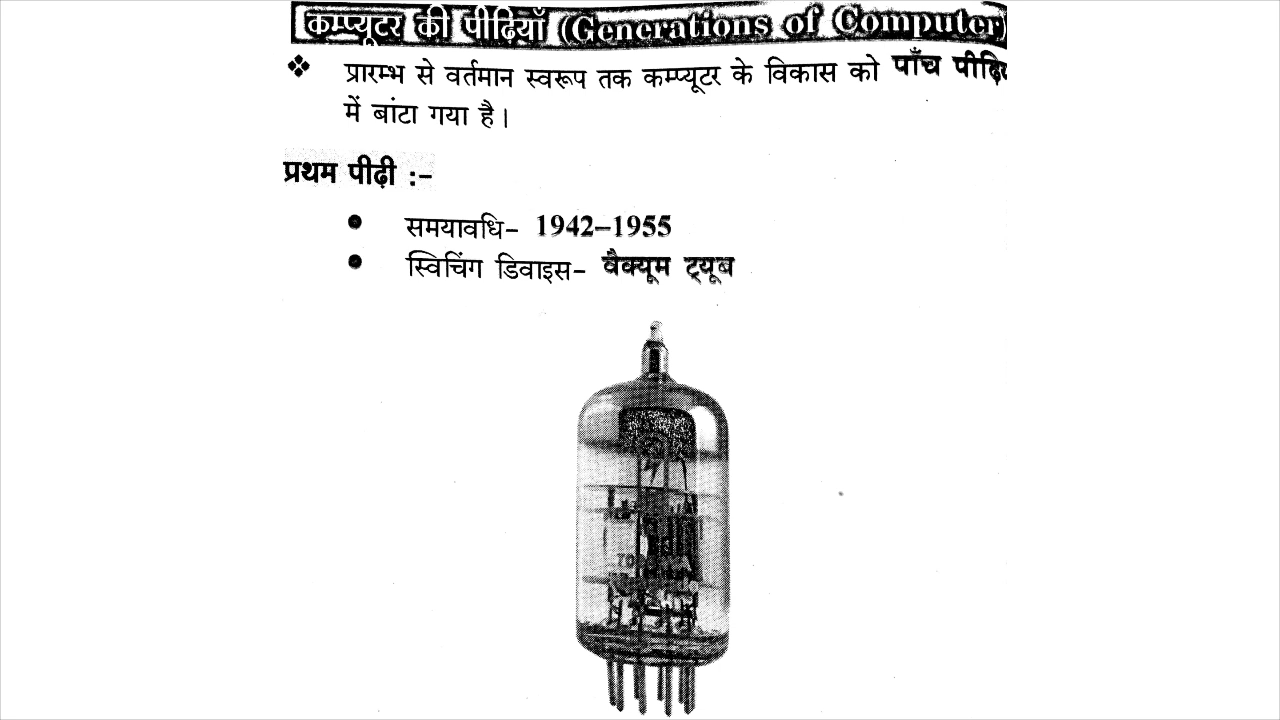 कम्प्यूटर की पीढ़ियाँ (Generations of Computer)
❖ प्रारम्भ से वर्तमान स्वरूप तक कम्प्यूटर के विकास को पाँच
में बांटा गया है।
प्रथम पीढ़ी :–
• समयावधि– 1942–1955
• स्विचिंग डिवाइस– वैक्यूम ट्यूब